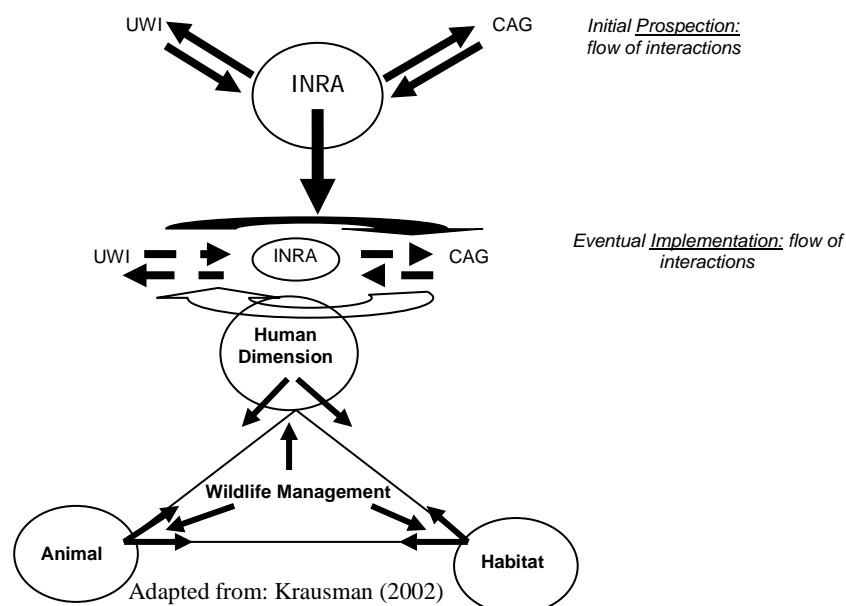 UWI
CAG
Initial Prospection:
flow of interactions
INRA
UWI
INRA
CAG
Eventual Implementation: flow of
interactions
Human
Dimension
Wildlife Management
Animal
Habitat
Adapted from: Krausman (2002)